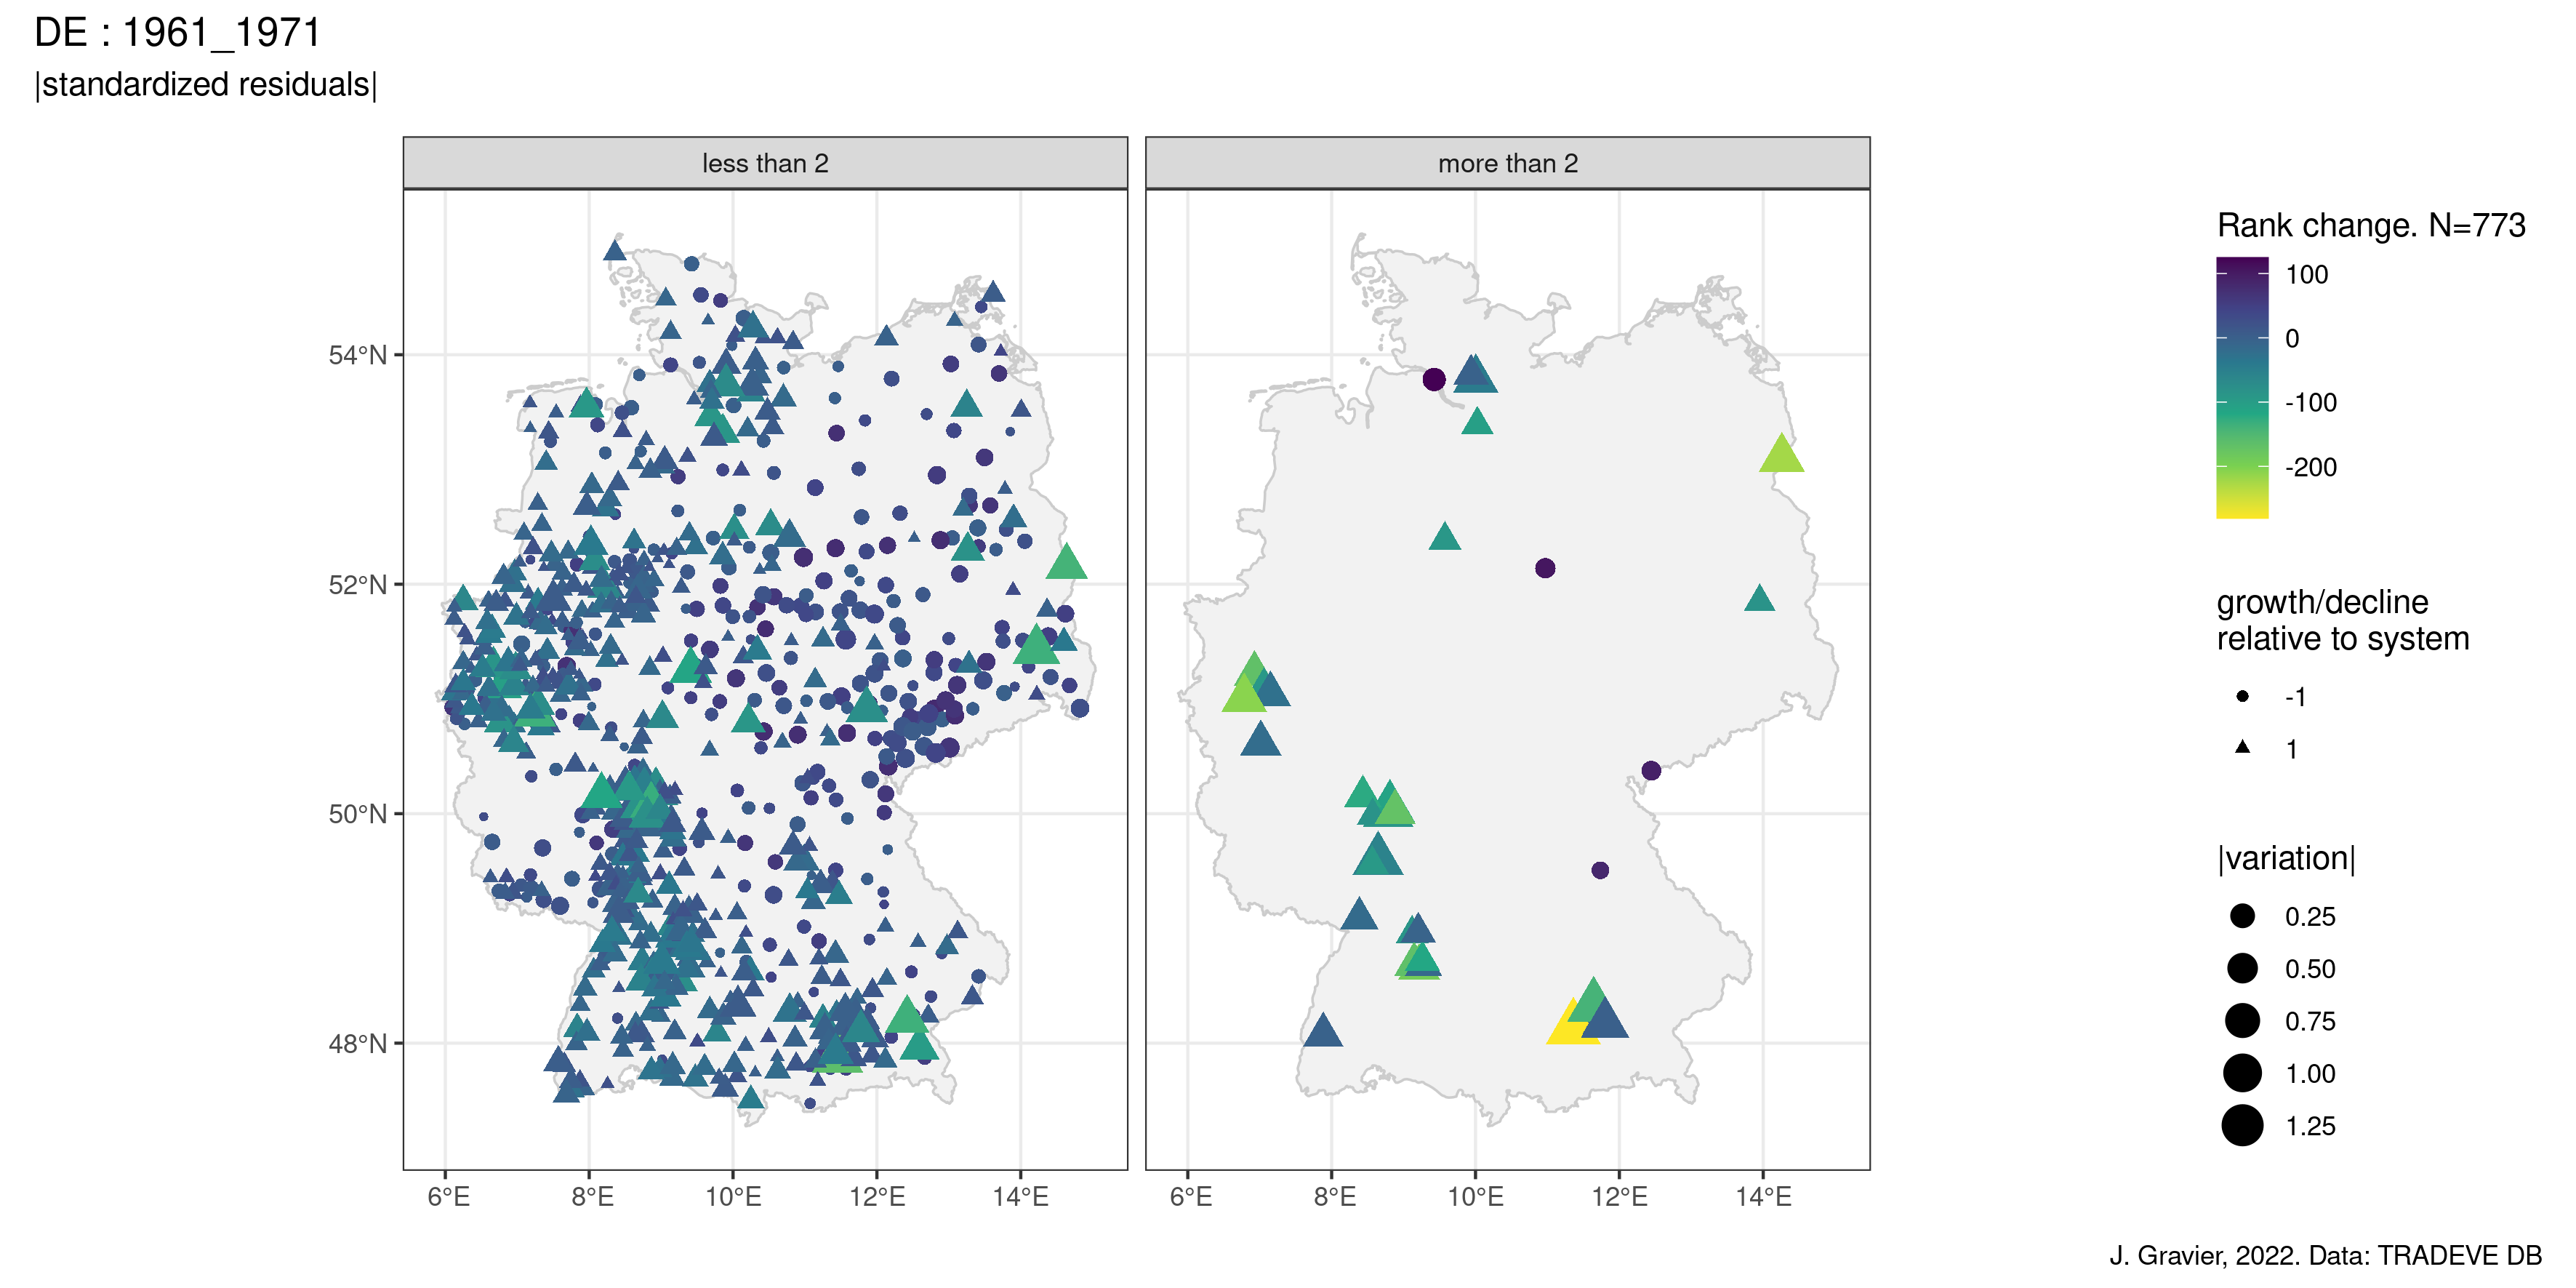 DE : 1961_1971
|standardized residuals|
less than 2
more than 2
54°N
52°N
50°N
48°N
6°E
8°E
10°E
12°E
14°E
6°E
8°E
10°E
12°E
14°E
Rank change. N=773
100
0
-100
-200
growth/decline
relative to system
-1
1
|variation|
0.25
0.50
0.75
1.00
1.25
J. Gravier, 2022. Data: TRADEVE DB